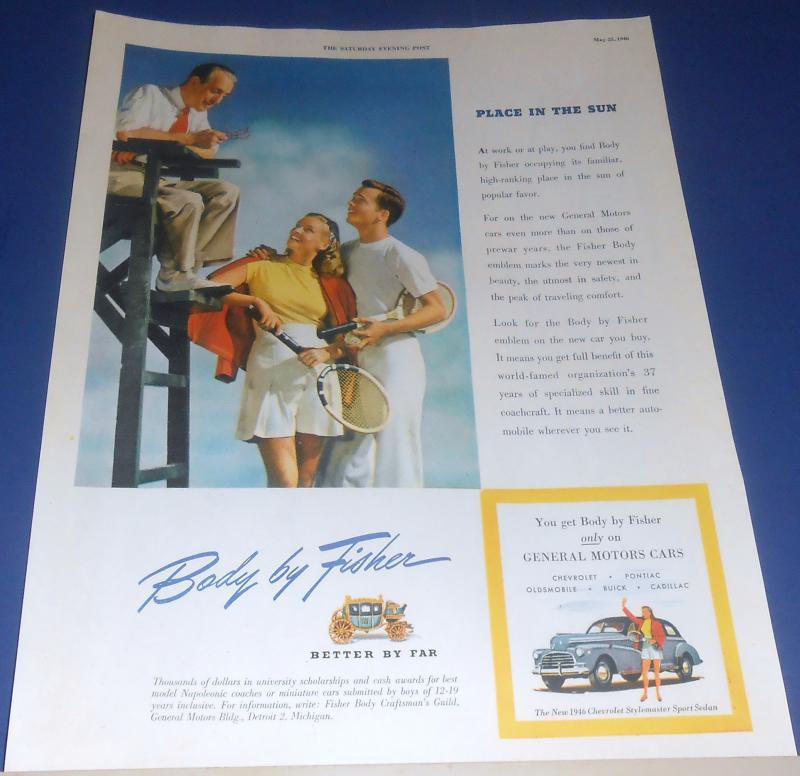 THE SATURDAY EVENING POST
May 25, 1946
PLACE IN THE SUN
At work or at play, you find Body
by Fisher occupying its familiar,
high-ranking place in the sun of
popular favor.
For on the new General Motors
cars even more than on those of
prewar years, the Fisher Body
emblem marks the very newest in
beauty, the utmost in safety, and
the peak of traveling comfort.
Look for the Body by Fisher
emblem on the new car you buy.
It means you get full benefit of this
world-famed organization's 37
years of specialized skill in fine
coachcraft. It means a better auto-
mobile wherever you see it.
Body by Fisher
BETTER BY FAR
Thousands of dollars in university scholarships and cash awards for best
model Napoleonic coaches or miniature cars submitted by boys of 12-19
years inclusive. For information, write: Fisher Body Craftsman's Guild,
General Motors Bldg., Detroit 2, Michigan.
You get Body by Fisher
only on
GENERAL MOTORS CARS
CHEVROLET • PONTIAC
OLDSMOBILE • BUICK • CADILLAC
The New 1946 Chevrolet Stylemaster Sport Sedan